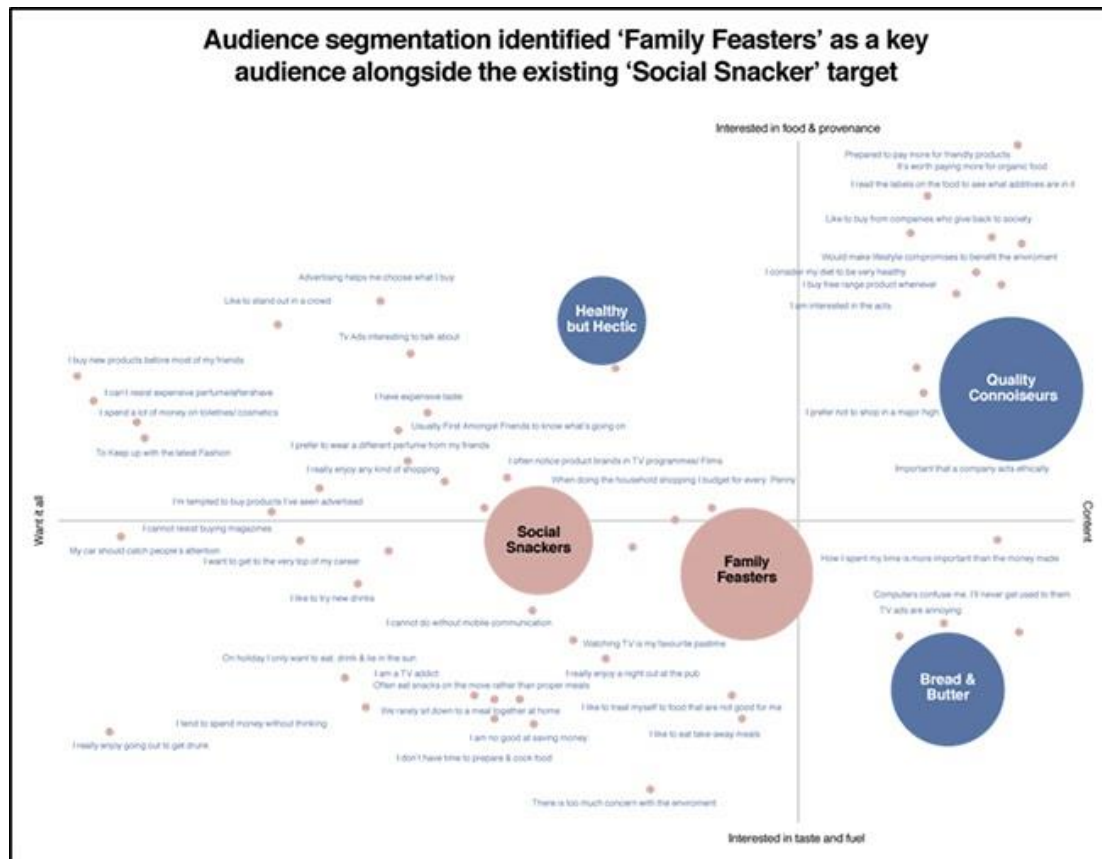 Audience segmentation identified ‘Family Feasters’ as a key
audience alongside the existing ‘Social Snacker’ target
Interested in food & provenance
Prepared to pay more for friendly products
It's worth paying more for organic food
I read the labels on the food to see what additives are in it
Like to buy from companies who give back to society
Would make lifestyle compromises to benefit the enviroment
I consider my diet to be very healthy
I buy free range product whenever
I am interested in the acts
Advertising helps me choose what I buy
Like to stand out in a crowd
Healthy
but Hectic
Tv Ads interesting to talk about
I buy new products before most of my friends
I can't resist expensive perfume/aftershave
I have expensive taste
Quality
Connoiseurs
I spend a lot of money on toiletries/ cosmetics
I prefer not to shop in a major high
Usually First Amongst Friends to know what's going on
To Keep up with the latest Fashion
I prefer to wear a different perfume from my friends
I often notice product brands in TV programmes/ Films
I really enjoy any kind of shopping
Important that a company acts ethically
When doing the household shopping I budget for every Penny
I'm tempted to buy products I've seen advertised
Want it all
Content
I cannot resist buying magazines
Social
Snackers
My car should catch people's attention
I want to get to the very top of my career
Family
Feasters
How I spent my time is more important than the money made
I like to try new drinks
Computers confuse me, I'll never get used to them
TV ads are annoying
I cannot do without mobile communication
Watching TV is my favourite pastime
On holiday I only want to eat, drink & lie in the sun
I am a TV addict
I really enjoy a night out at the pub
Bread &
Butter
Often eat snacks on the move rather than proper meals
We rarely sit down to a meal together at home
I like to treat myself to food that are not good for me
I tend to spend money without thinking
I am no good at saving money
I like to eat take-away meals
I really enjoy going out to get drunk
I don't have time to prepare & cook food
There is too much concern with the enviroment
Interested in taste and fuel